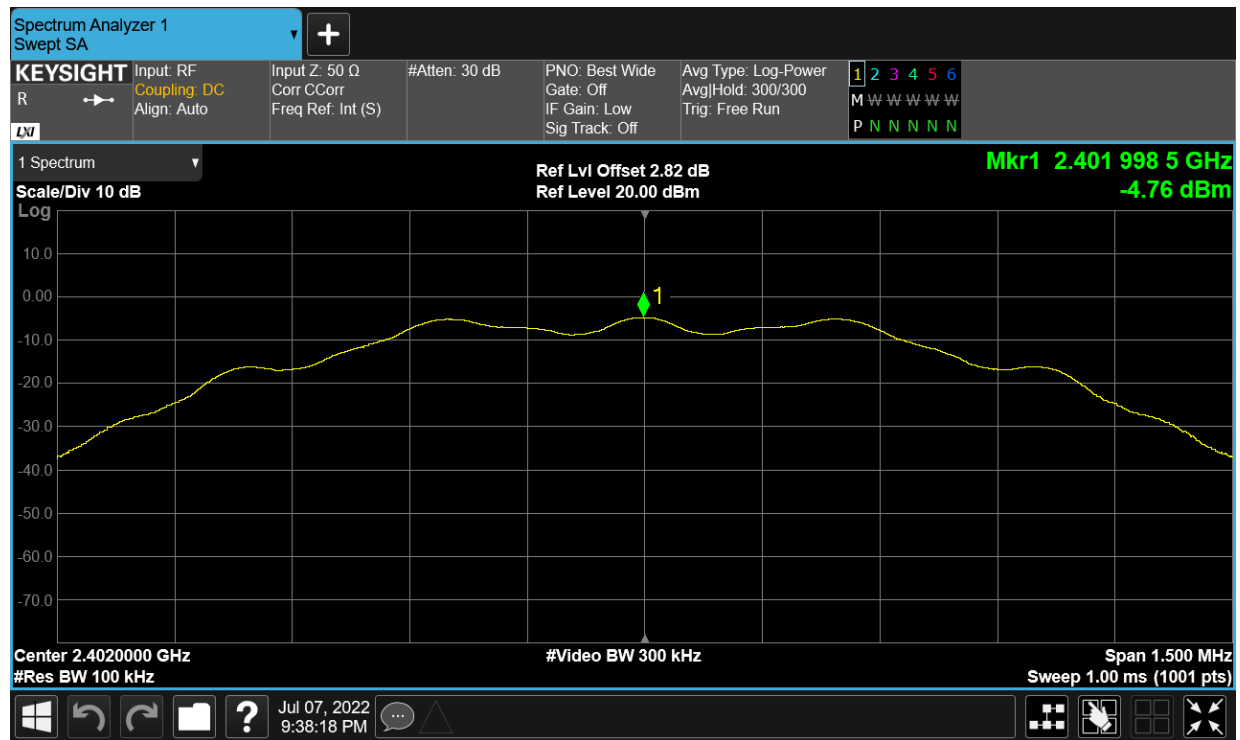 Spectrum Analyzer 1
Swept SA
+
KEYSIGHT
R
LXI
Input: RF
Coupling: DC
Align: Auto
Input Z: 50 Ω
Corr CCorr
Freq Ref: Int (S)
#Atten: 30 dB
PNO: Best Wide
Gate: Off
IF Gain: Low
Sig Track: Off
Avg Type: Log-Power
Avg|Hold: 300/300
Trig: Free Run
1 2 3 4 5 6
M W W W W W
P N N N N N N
1 Spectrum
Scale/Div 10 dB
Log
Ref Lvl Offset 2.82 dB
Ref Level 20.00 dBm
Mkr1 2.401 998 5 GHz
-4.76 dBm
1
10.0
0.00
-10.0
-20.0
-30.0
-40.0
-50.0
-60.0
-70.0
Center 2.4020000 GHz
#Res BW 100 kHz
#Video BW 300 kHz
Span 1.500 MHz
Sweep 1.00 ms (1001 pts)
?
Jul 07, 2022
9:38:18 PM